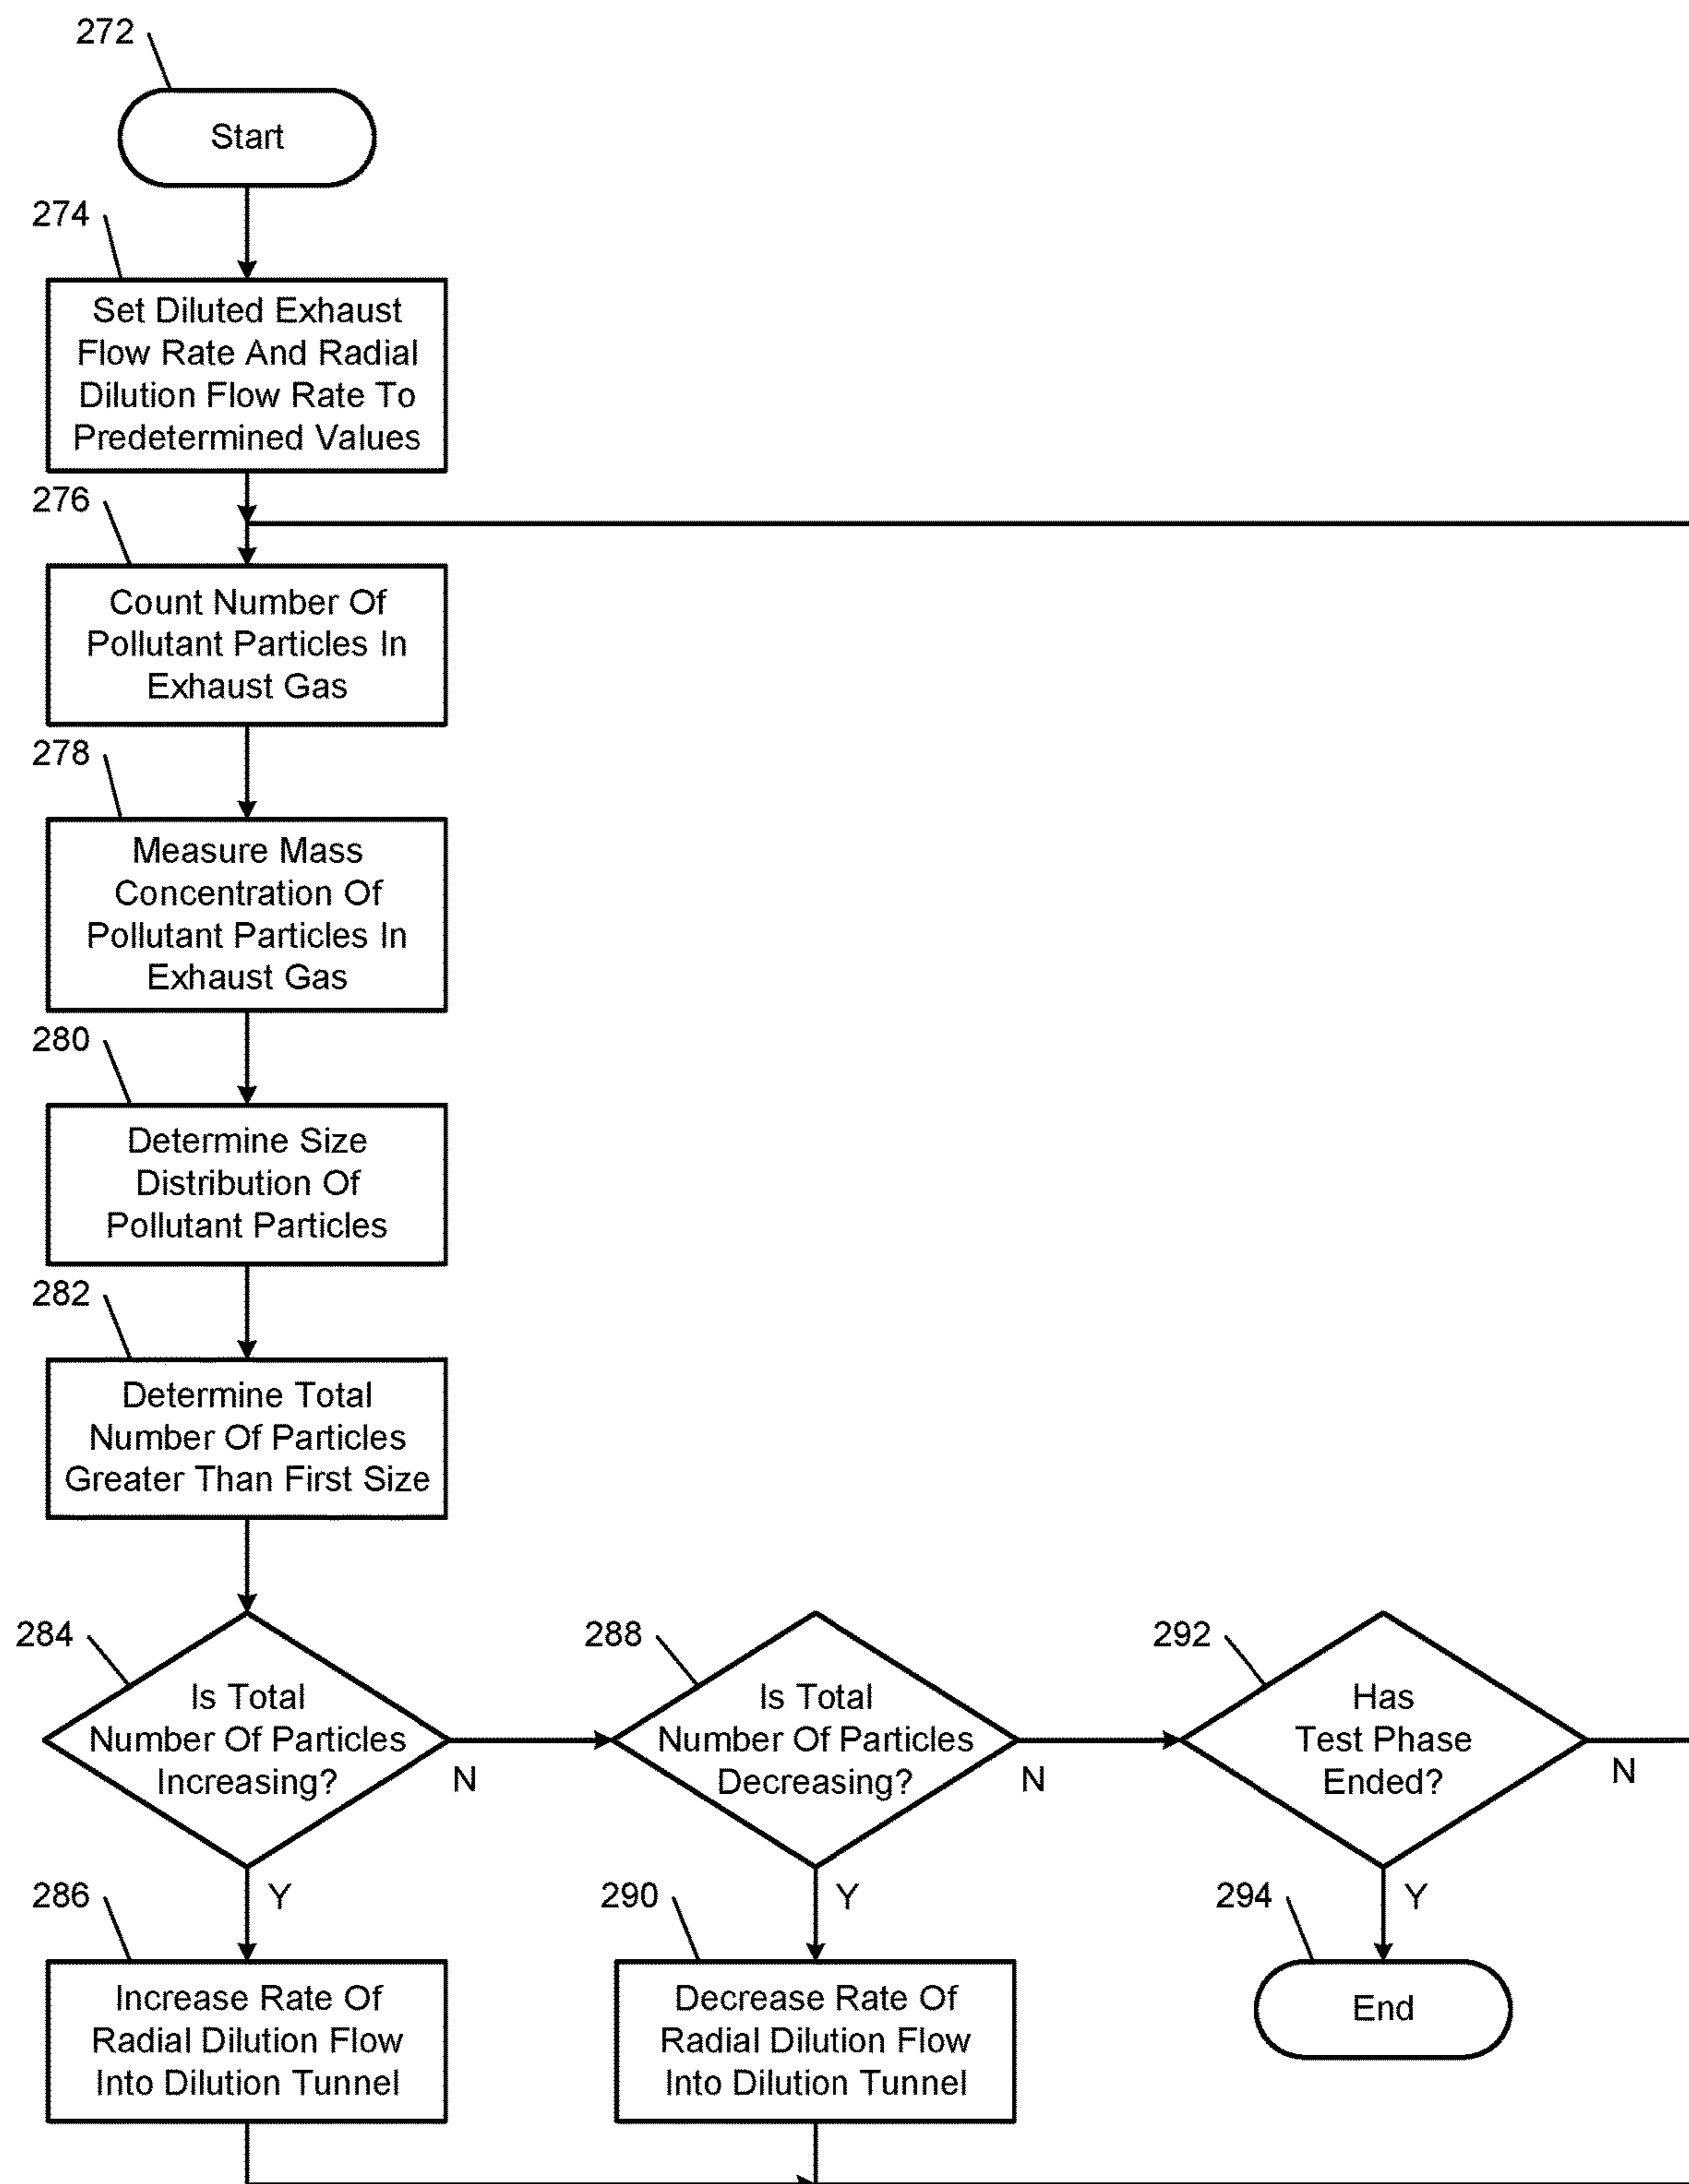 272
Start
274
Set Diluted Exhaust
Flow Rate And Radial
Dilution Flow Rate To
Predetermined Values
276
Count Number Of
Pollutant Particles In
Exhaust Gas
278
Measure Mass
Concentration Of
Pollutant Particles In
Exhaust Gas
280
Determine Size
Distribution Of
Pollutant Particles
282
Determine Total
Number Of Particles
Greater Than First Size
284
Is Total
Number Of Particles
Increasing?
N
Y
288
Is Total
Number Of Particles
Decreasing?
N
Y
292
Has
Test Phase
Ended?
N
Y
286
Increase Rate Of
Radial Dilution Flow
Into Dilution Tunnel
290
Decrease Rate Of
Radial Dilution Flow
Into Dilution Tunnel
294
End